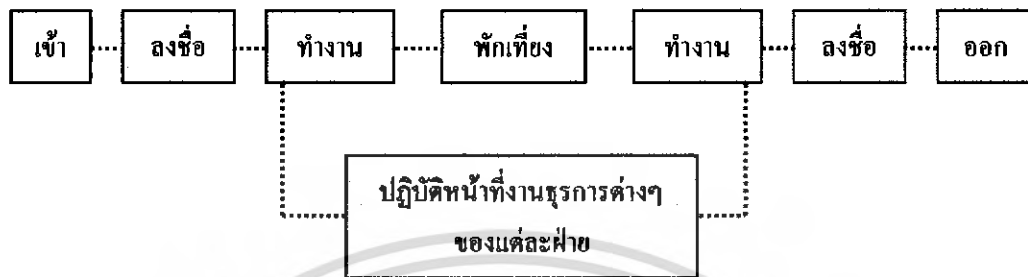 เข้า ลงชื่อ ทำงาน พักเที่ยง ทำงาน ลงชื่อ ออก
ปฏิบัติหน้าที่งานธุรการต่างๆ
ของแต่ละฝ่าย